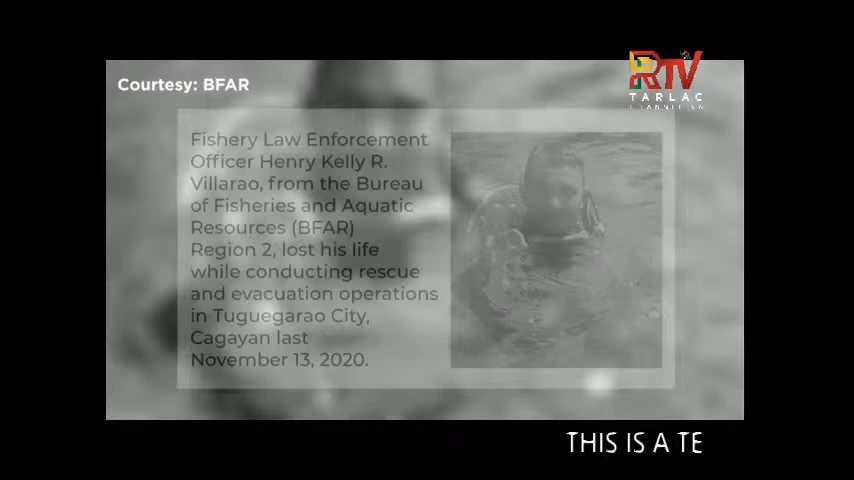 Courtesy: BFAR
RTV
TARLAC
Fishery Law Enforcement
Officer Henry Kelly R.
Villarao, from the Bureau
of Fisheries and Aquatic
Resources (BFAR)
Region 2, lost his life
while conducting rescue
and evacuation operations
in Tuguegarao City,
Cagayan last
November 13, 2020.
THIS IS A TE